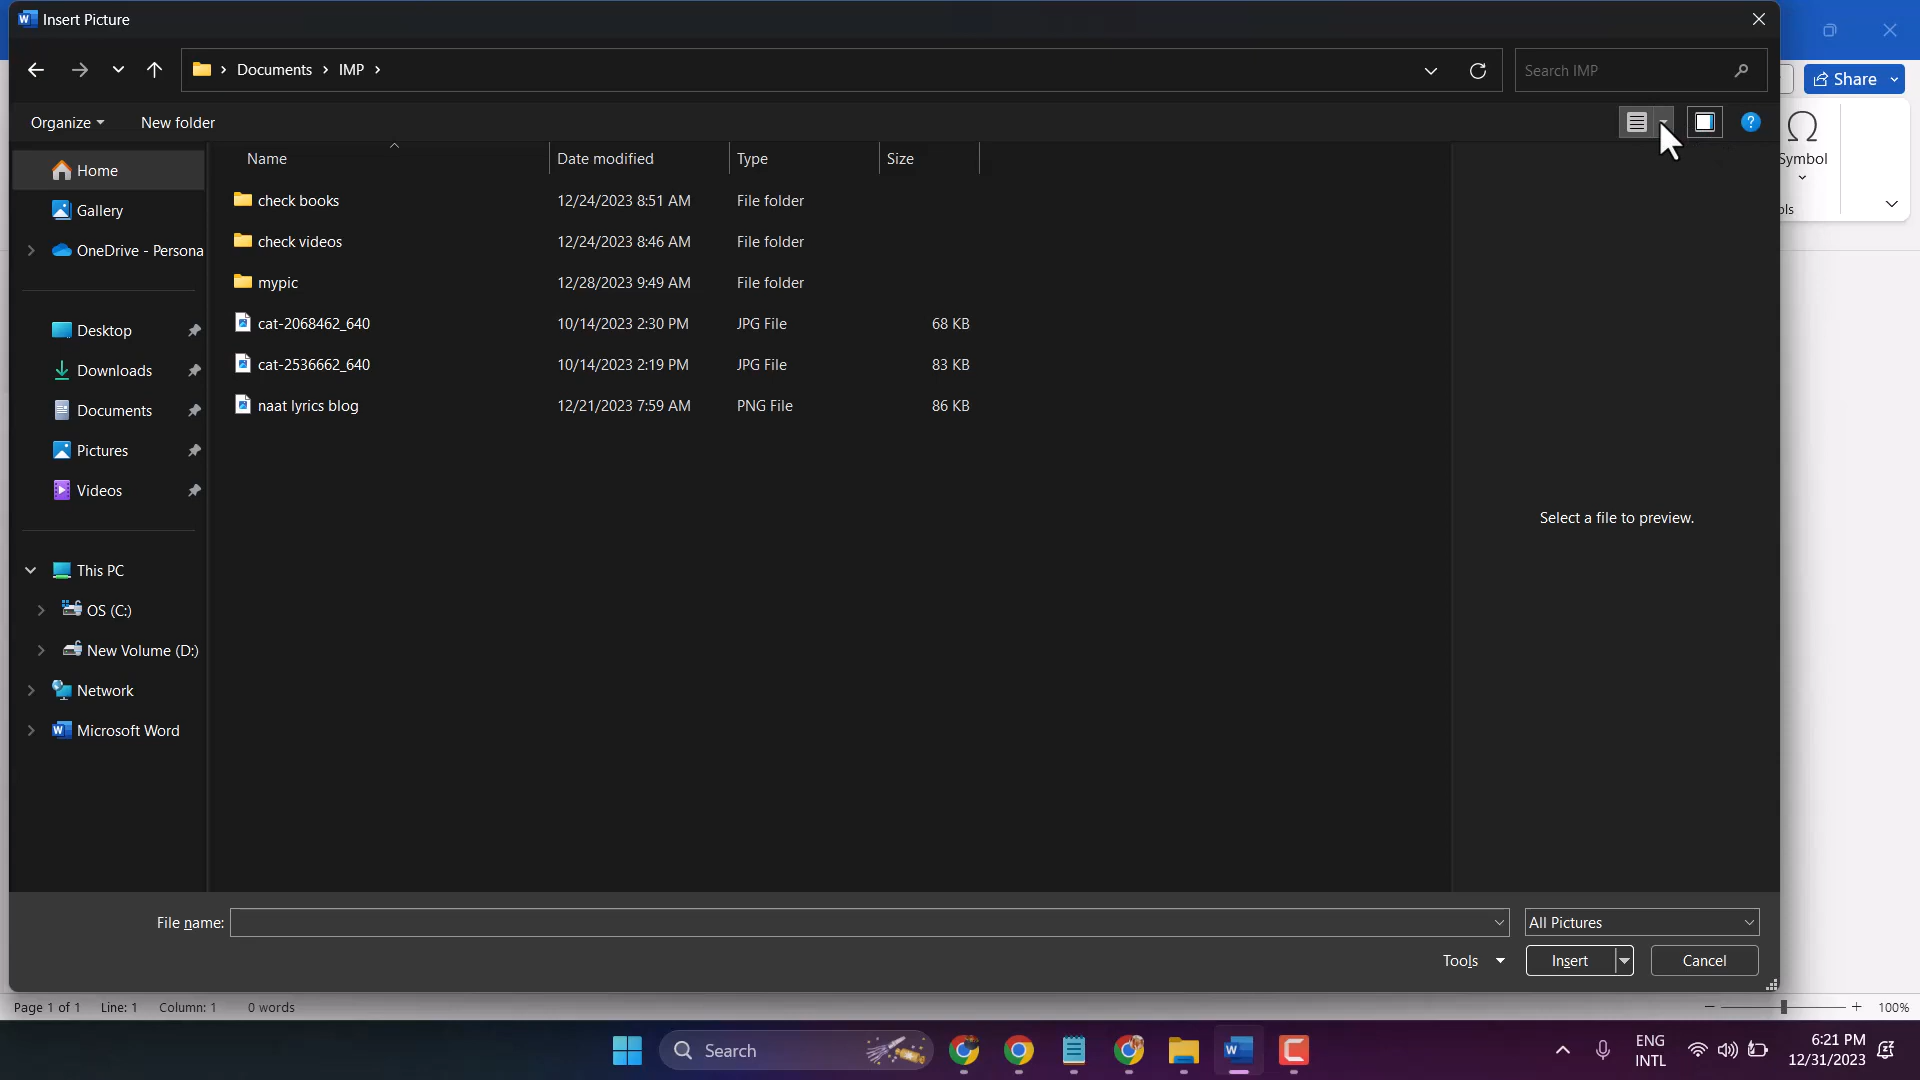 Insert Picture
Documents > IMP >
Search IMP
Share
Organize
New folder
Symbol
Name
Date modified
Type
Size
Home
check books 12/24/2023 8:51 AM File folder
Gallery
check videos 12/24/2023 8:46 AM File folder
OneDrive - Persona
mypic 12/28/2023 9:49 AM File folder
cat-2068462_640 10/14/2023 2:30 PM JPG File 68 KB
Desktop
cat-2536662_640 10/14/2023 2:19 PM JPG File 83 KB
Downloads
naat lyrics blog 12/21/2023 7:59 AM PNG File 86 KB
Documents
Pictures
Videos
Select a file to preview.
This PC
OS (C:)
New Volume (D:)
Network
Microsoft Word
File name:
All Pictures
Tools
Insert
Cancel
Page 1 of 1 Line: 1 Column: 1 0 words
100%
Search
ENG
INTL
6:21 PM
12/31/2023